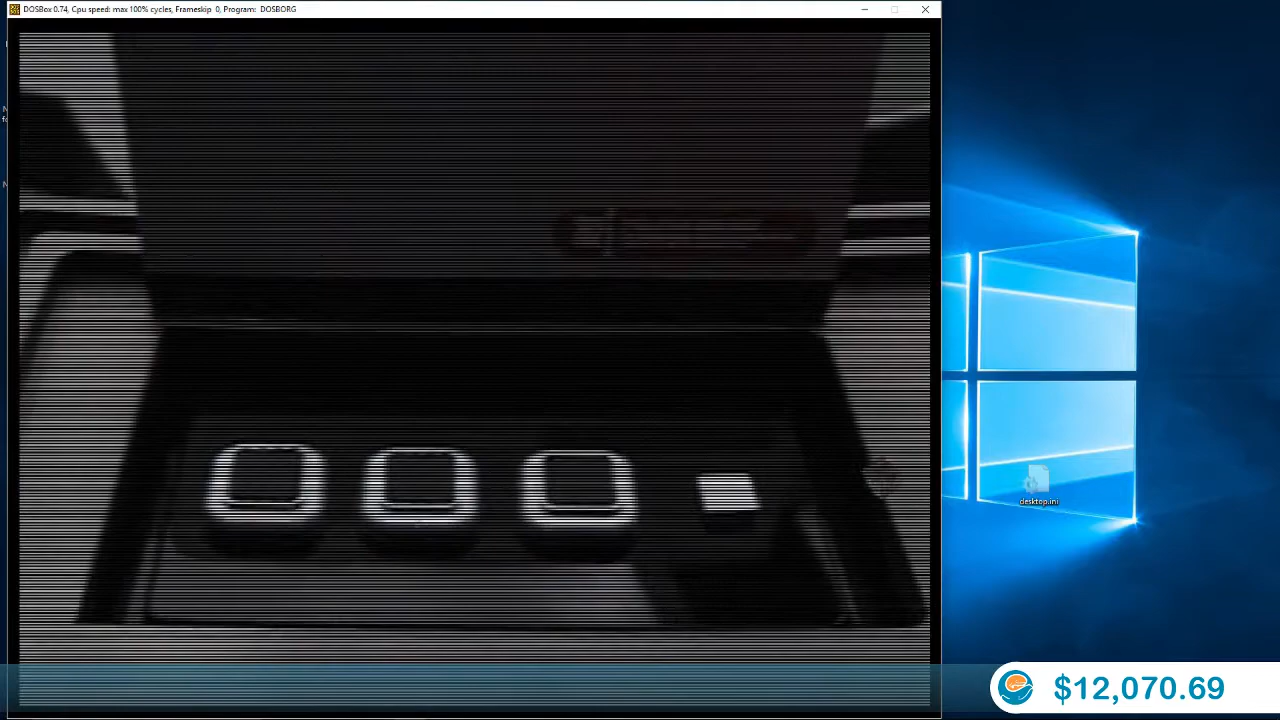 DOSBox 0.74, Cpu speed: max 100% cycles, Frameskip 0, Program: DOSBORG
desktop.ini
$12,070.69